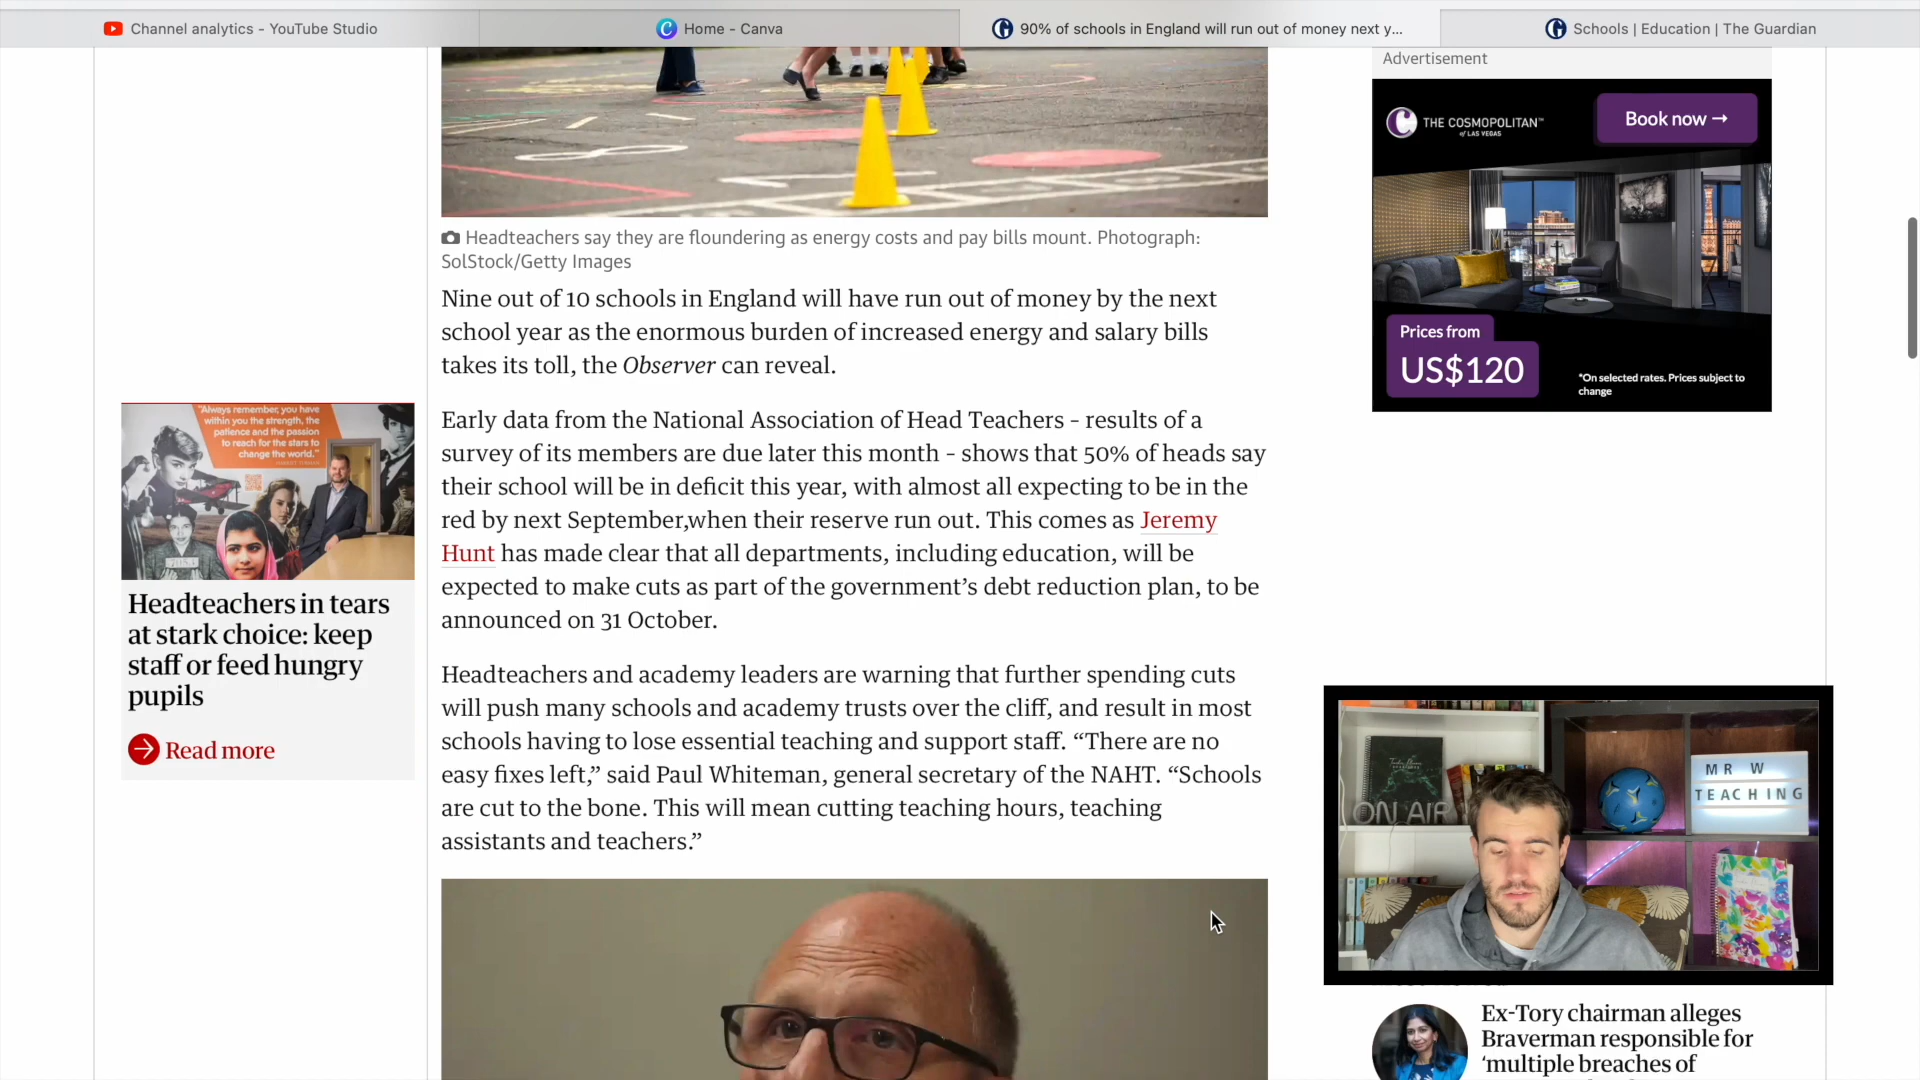 Channel analytics - YouTube Studio
Home - Canva
90% of schools in England will run out of money next y...
Schools | Education | The Guardian
Advertisement
THE COSMOPOLITAN™
of LAS VEGAS
Book now →
Prices from
US$120
*On selected rates. Prices subject to
change
Headteachers say they are floundering as energy costs and pay bills mount. Photograph:
SolStock/Getty Images
Nine out of 10 schools in England will have run out of money by the next
school year as the enormous burden of increased energy and salary bills
takes its toll, the Observer can reveal.
"Always remember, you have
within you the strength, the
patience and the passion
to reach for the stars to
change the world."
Headteachers in tears
at stark choice: keep
staff or feed hungry
pupils
Read more
Early data from the National Association of Head Teachers – results of a
survey of its members are due later this month – shows that 50% of heads say
their school will be in deficit this year, with almost all expecting to be in the
red by next September,when their reserve run out. This comes as Jeremy
Hunt has made clear that all departments, including education, will be
expected to make cuts as part of the government’s debt reduction plan, to be
announced on 31 October.
Headteachers and academy leaders are warning that further spending cuts
will push many schools and academy trusts over the cliff, and result in most
schools having to lose essential teaching and support staff. “There are no
easy fixes left,” said Paul Whiteman, general secretary of the NAHT. “Schools
are cut to the bone. This will mean cutting teaching hours, teaching
assistants and teachers.”
ON AIR
MR W
TEACHING
Ex-Tory chairman alleges
Braverman responsible for
‘multiple breaches of